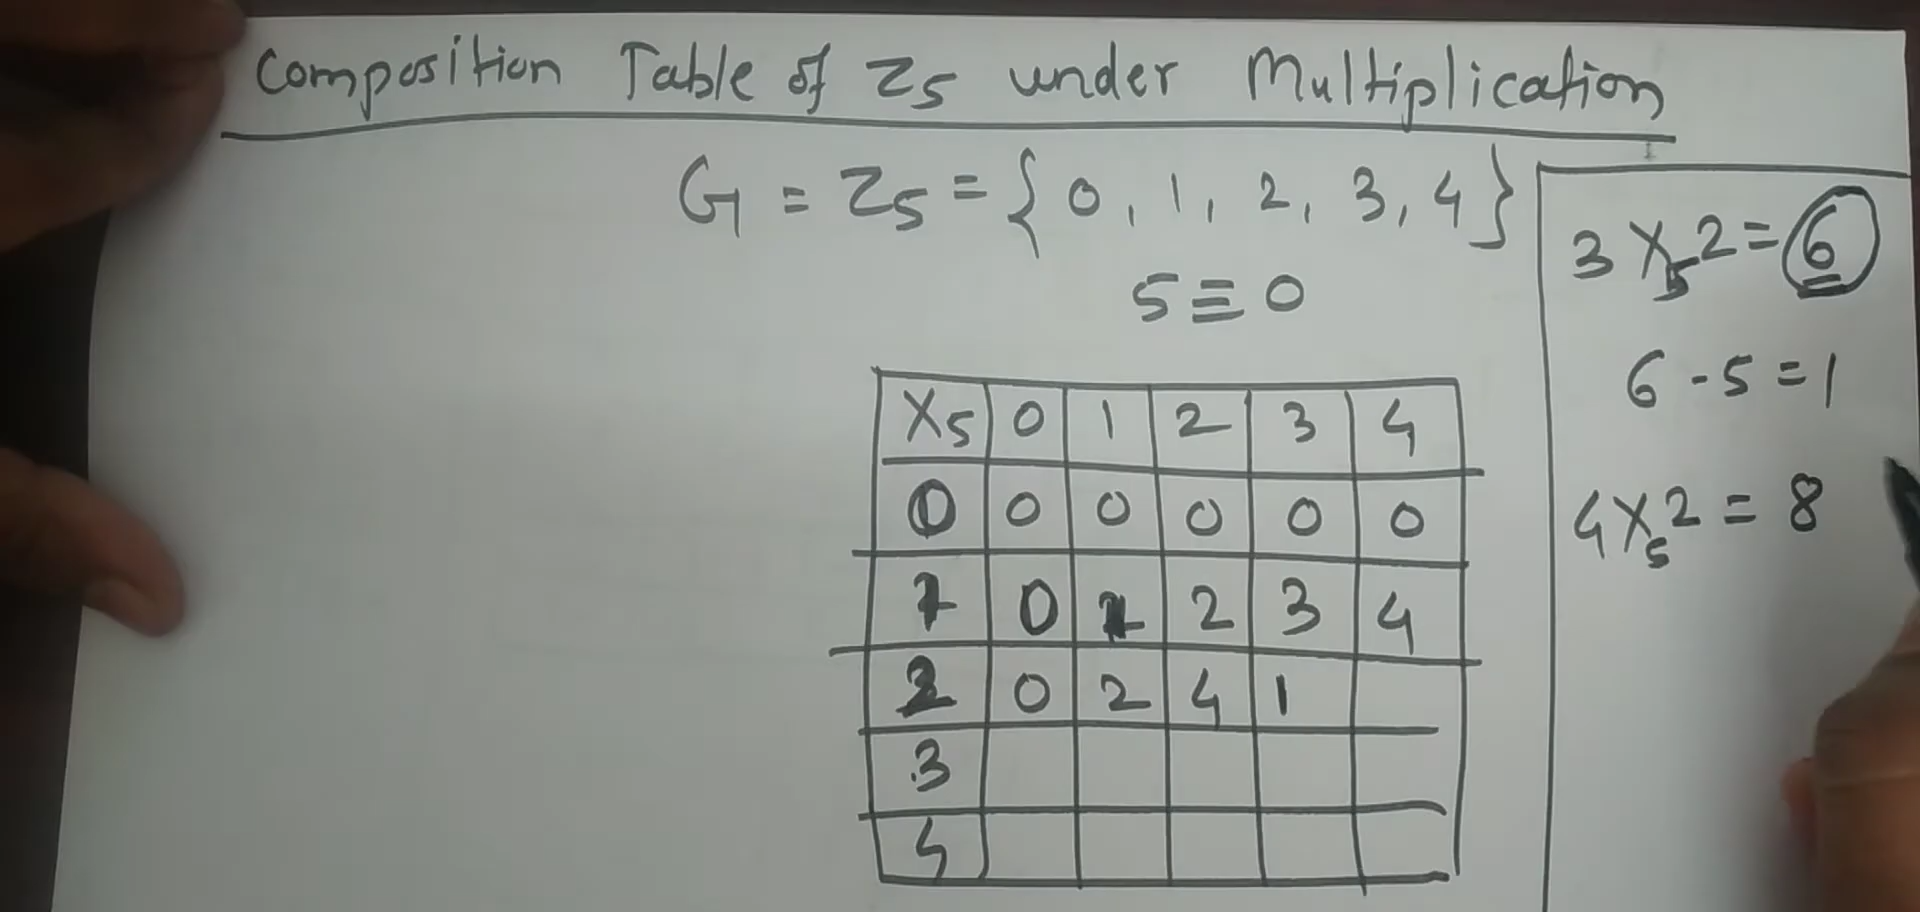 Composition Table of Z5 under Multiplication
G = Z5 = { 0, 1, 2, 3, 4 }
5 ≡ 0
X5 0 1 2 3 4
0 0 0 0 0 0
1 0 1 2 3 4
2 0 2 4 1
3
4
3 X5 2 = 6
6 - 5 = 1
4 X5 2 = 8